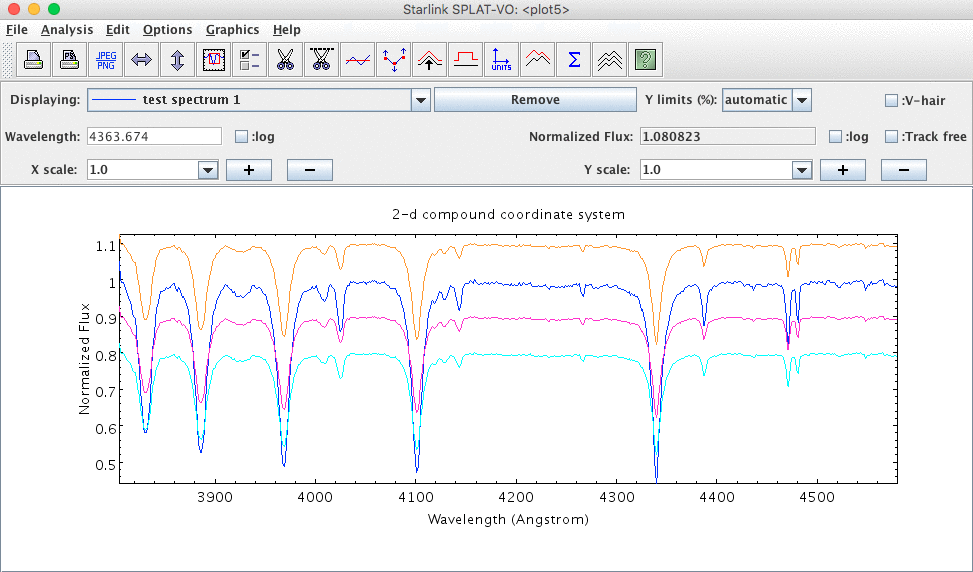 Starlink SPLAT-VO: <plot5>
File Analysis Edit Options Graphics Help
PS JPEG PNG UNITS Σ ?
Displaying: test spectrum 1 Remove Y limits (%): automatic :V-hair
Wavelength: 4363.674 :log Normalized Flux: 1.080823 :log :Track free
X scale: 1.0 + − Y scale: 1.0 + −
2-d compound coordinate system
1.1
1
0.9
0.8
0.7
0.6
0.5
Normalized Flux
3900 4000 4100 4200 4300 4400 4500
Wavelength (Angstrom)